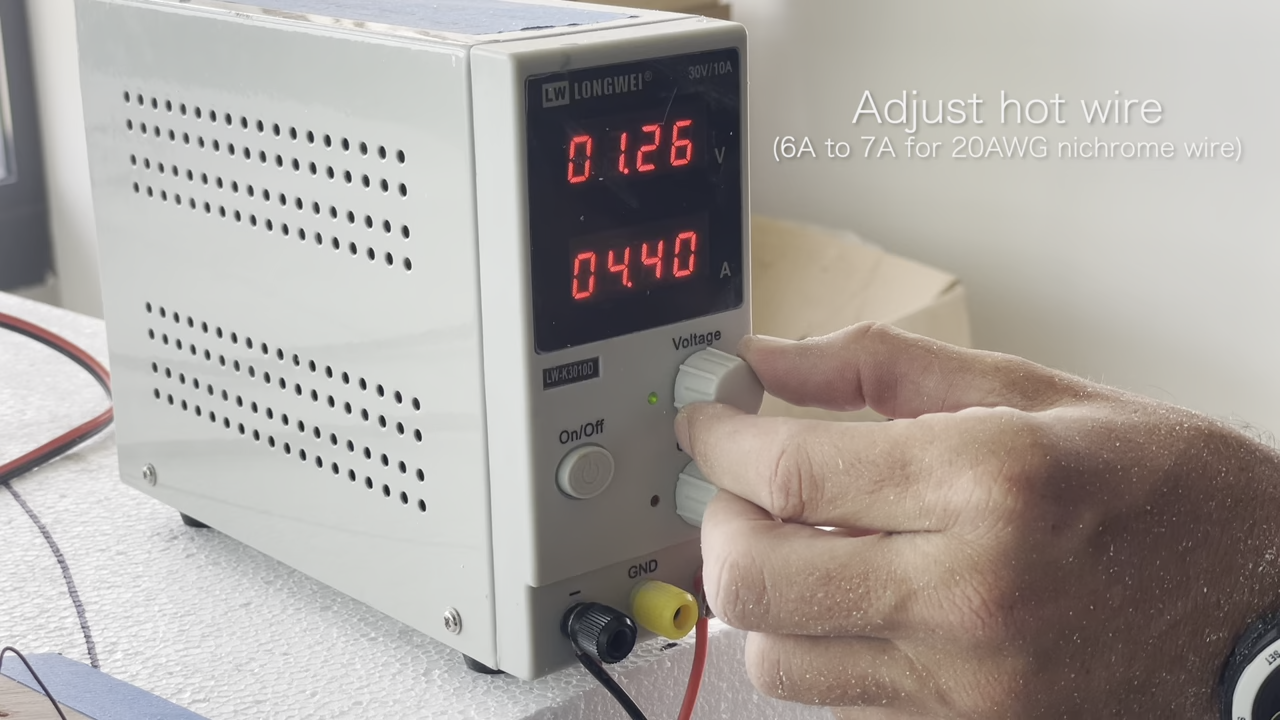 LW LONGWEI®
30V/10A
01.26 V
04.40 A
Adjust hot wire
(6A to 7A for 20AWG nichrome wire)
Voltage
LW-K3010D
On/Off
GND
-